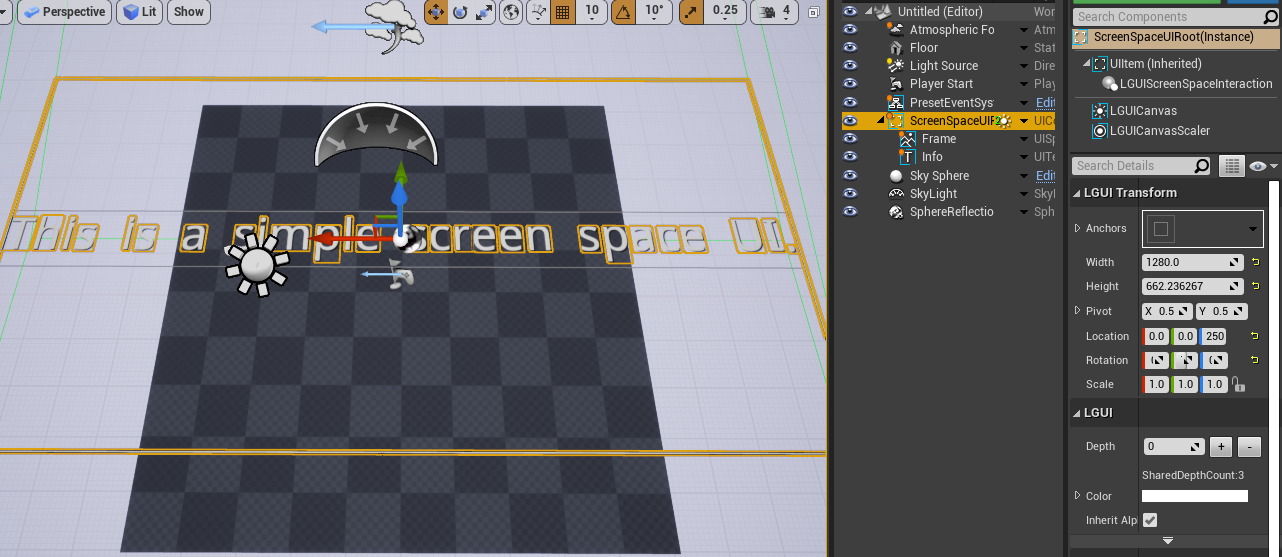 Perspective Lit Show 10 10° 0.25 4
This is a simple screen space UI.
Untitled (Editor) Wor
Atmospheric Fo Atm
Floor Stat
Light Source Dire
Player Start Play
PresetEventSys Edit
ScreenSpaceUIR 2 UIC
Frame UISp
Info UITe
Sky Sphere Edit
SkyLight Sky
SphereReflectio Sph
Search Components
ScreenSpaceUIRoot(Instance)
UIItem (Inherited)
LGUIScreenSpaceInteraction
LGUICanvas
LGUICanvasScaler
Search Details
LGUI Transform
Anchors
Width 1280.0
Height 662.236267
Pivot X 0.5 Y 0.5
Location 0.0 0.0 250
Rotation
Scale 1.0 1.0 1.0
LGUI
Depth 0 + -
SharedDepthCount:3
Color
Inherit Alp